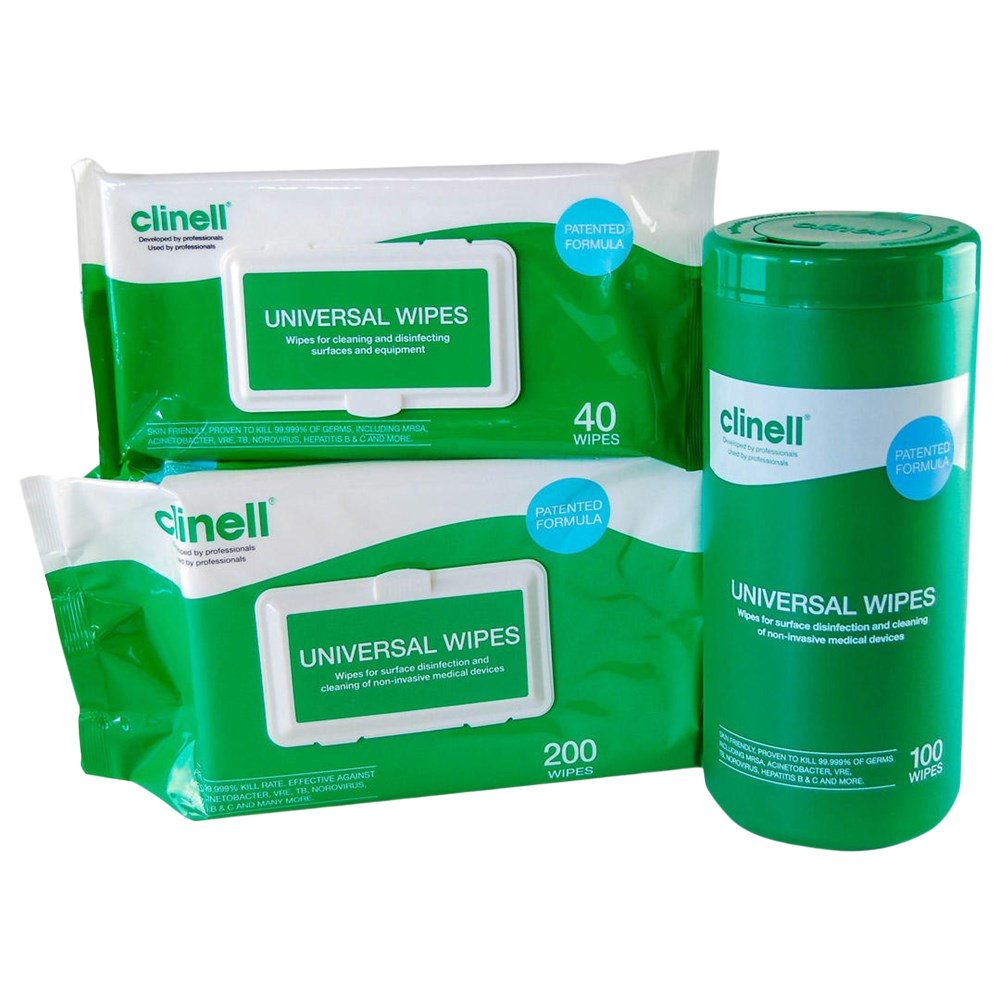 clinell®
Developed by professionals
Used by professionals
PATENTED
FORMULA
UNIVERSAL WIPES
Wipes for cleaning and disinfecting
surfaces and equipment
SKIN FRIENDLY, PROVEN TO KILL 99.999% OF GERMS, INCLUDING MRSA,
ACINETOBACTER, VRE, TB, NOROVIRUS, HEPATITIS B & C AND MORE.
40
WIPES
clinell®
by professionals
by professionals
PATENTED
FORMULA
UNIVERSAL WIPES
Wipes for surface disinfection and
cleaning of non-invasive medical devices
99.999% KILL RATE. EFFECTIVE AGAINST
VRE, TB, NOROVIRUS,
B & C AND MANY MORE.
200
WIPES
clinell
clinell®
Developed by professionals
Used by professionals
PATENTED
FORMULA
UNIVERSAL WIPES
Wipes for surface disinfection and cleaning
of non-invasive medical devices
SKIN FRIENDLY, PROVEN TO KILL 99.999% OF GERMS
INCLUDING MRSA, ACINETOBACTER, VRE,
TB, NOROVIRUS, HEPATITIS B & C AND MORE.
100
WIPES